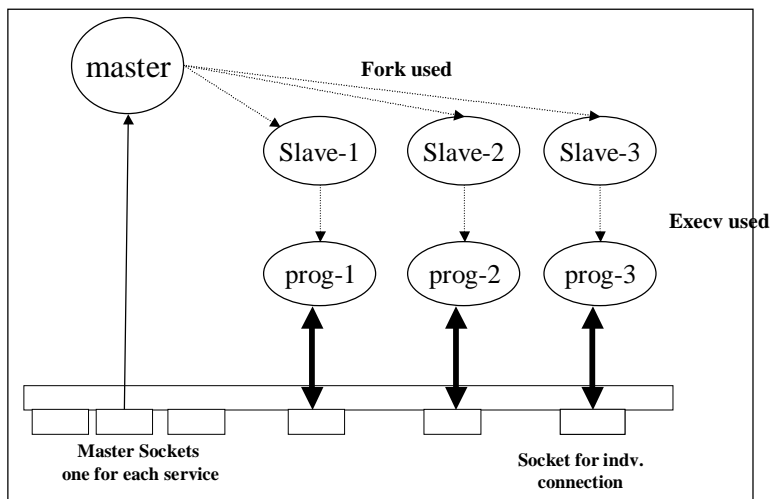 master
Fork used
Slave-1
Slave-2
Slave-3
Execv used
prog-1
prog-2
prog-3
Master Sockets
one for each service
Socket for indv.
connection